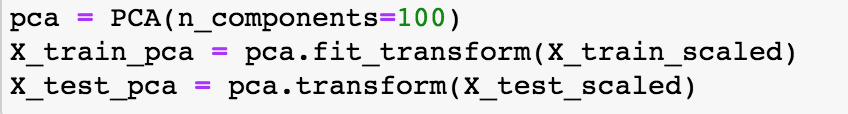 pca = PCA(n_components=100)
X_train_pca = pca.fit_transform(X_train_scaled)
X_test_pca = pca.transform(X_test_scaled)